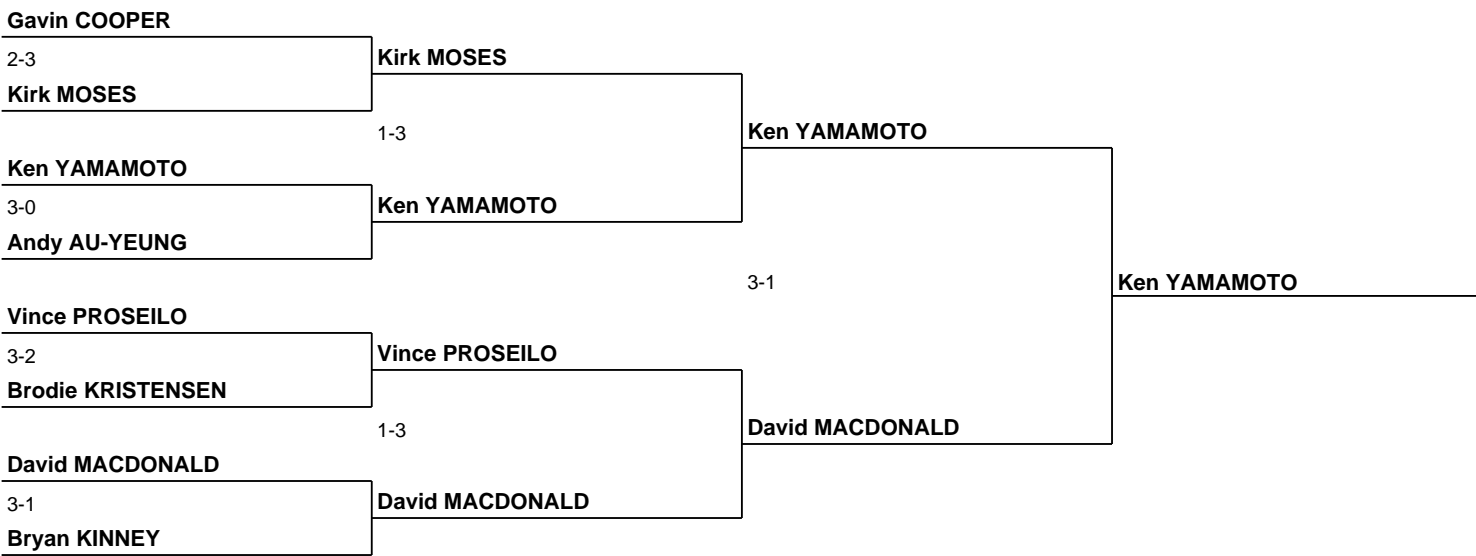 Gavin COOPER
2-3
Kirk MOSES
Kirk MOSES
1-3
Ken YAMAMOTO
Ken YAMAMOTO
3-0
Ken YAMAMOTO
Andy AU-YEUNG
3-1
Ken YAMAMOTO
Vince PROSEILO
3-2
Vince PROSEILO
Brodie KRISTENSEN
1-3
David MACDONALD
David MACDONALD
3-1
David MACDONALD
Bryan KINNEY